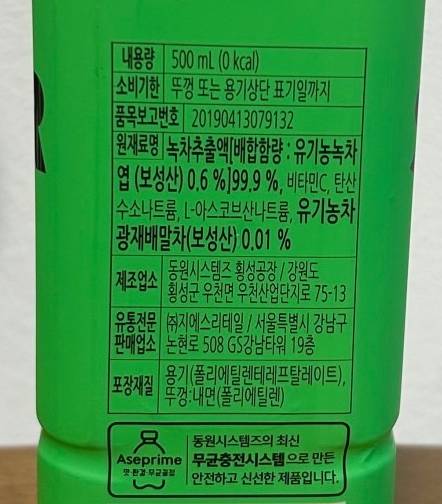 내용량 500 mL (0 kcal)
소비기한 뚜껑 또는 용기상단 표기일까지
품목보고번호 20190413079132
원재료명 녹차추출액[배합함량 : 유기농녹차
엽 (보성산) 0.6 %]99.9 %, 비타민C, 탄산
수소나트륨, L-아스코브산나트륨, 유기농차
광재배말차(보성산) 0.01 %
제조업소 동원시스템즈 횡성공장 / 강원도
횡성군 우천면 우천산업단지로 75-13
유통전문 ㈜지에스리테일 / 서울특별시 강남구
판매업소 논현로 508 GS강남타워 19층
포장재질 용기(폴리에틸렌테레프탈레이트),
뚜껑:내면(폴리에틸렌)
Aseprime
맛·환경·무균결정
동원시스템즈의 최신
무균충전시스템으로 만든
안전하고 신선한 제품입니다.